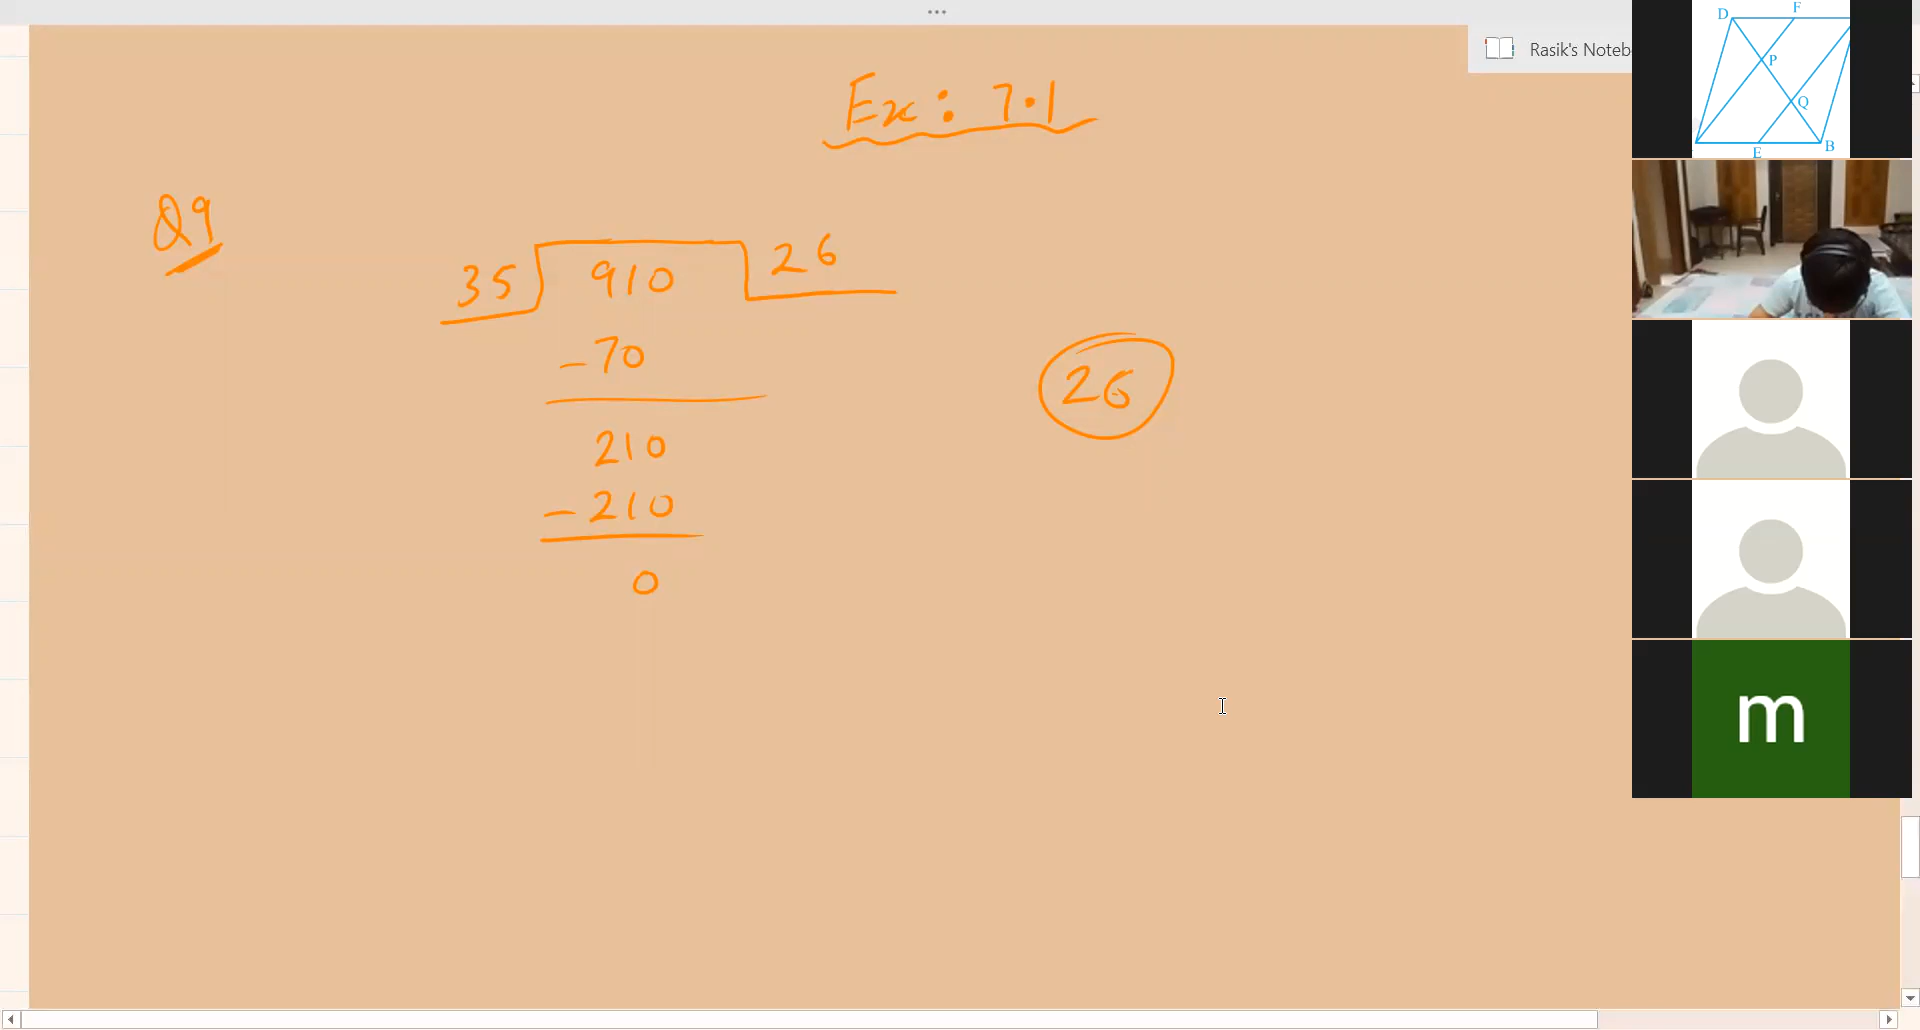 •••
Rasik's Noteb
Ex: 7.1
Q9
35 910 26
-70
210
-210
0
26
D F
P
Q
E B
m